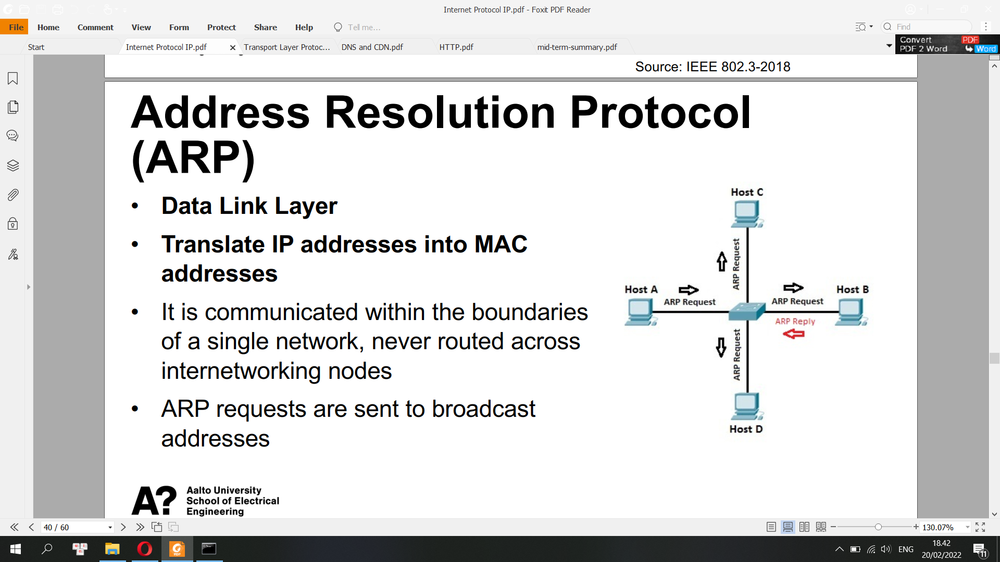 Internet Protocol IP.pdf - Foxit PDF Reader
File Home Comment View Form Protect Share Help Tell me... Find
Start Internet Protocol IP.pdf Transport Layer Protoc... DNS and CDN.pdf HTTP.pdf mid-term-summary.pdf
Convert PDF
PDF 2 Word Word
Source: IEEE 802.3-2018
Address Resolution Protocol
(ARP)
• Data Link Layer
• Translate IP addresses into MAC
addresses
• It is communicated within the boundaries
of a single network, never routed across
internetworking nodes
• ARP requests are sent to broadcast
addresses
Host C
ARP Request
Host A
ARP Request
ARP Request
Host B
ARP Reply
ARP Request
Host D
A?
Aalto University
School of Electrical
Engineering
40 / 60
130.07%
ENG
18.42
20/02/2022
11